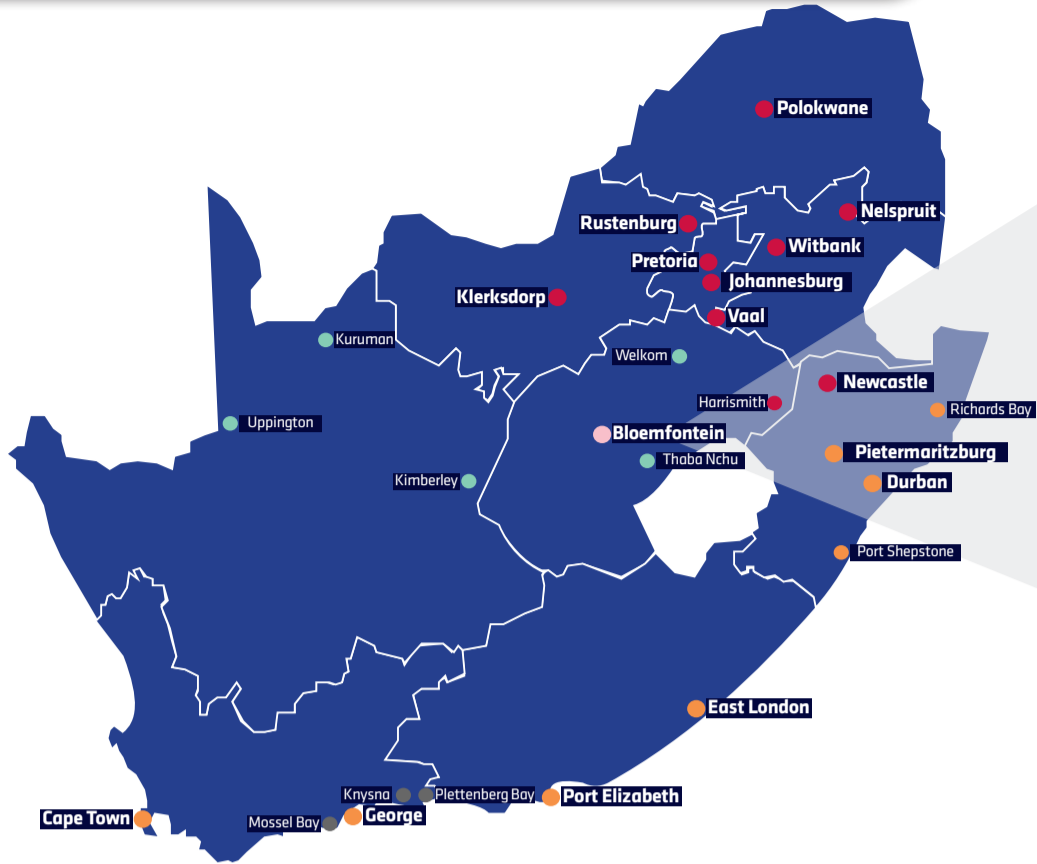 Polokwane
Nelspruit
Rustenburg
Witbank
Pretoria
Johannesburg
Klerksdorp
Vaal
Kuruman
Welkom
Newcastle
Harrismith
Richards Bay
Uppington
Bloemfontein
Pietermaritzburg
Thaba Nchu
Kimberley
Durban
Port Shepstone
East London
Knysna
Plettenberg Bay
Port Elizabeth
Cape Town
Mossel Bay
George